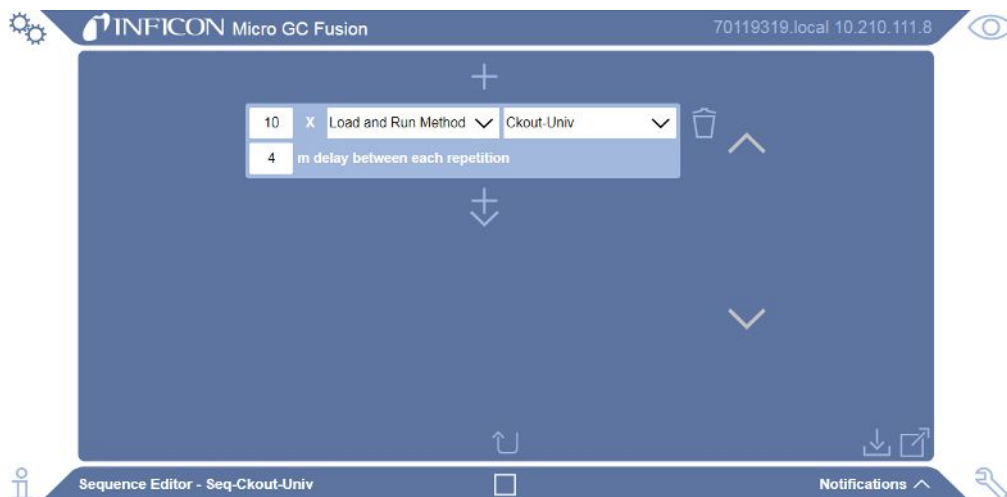 INFICON Micro GC Fusion 70119319.local 10.210.111.8
10 X Load and Run Method Ckout-Univ
4 m delay between each repetition
Sequence Editor - Seq-Ckout-Univ Notifications